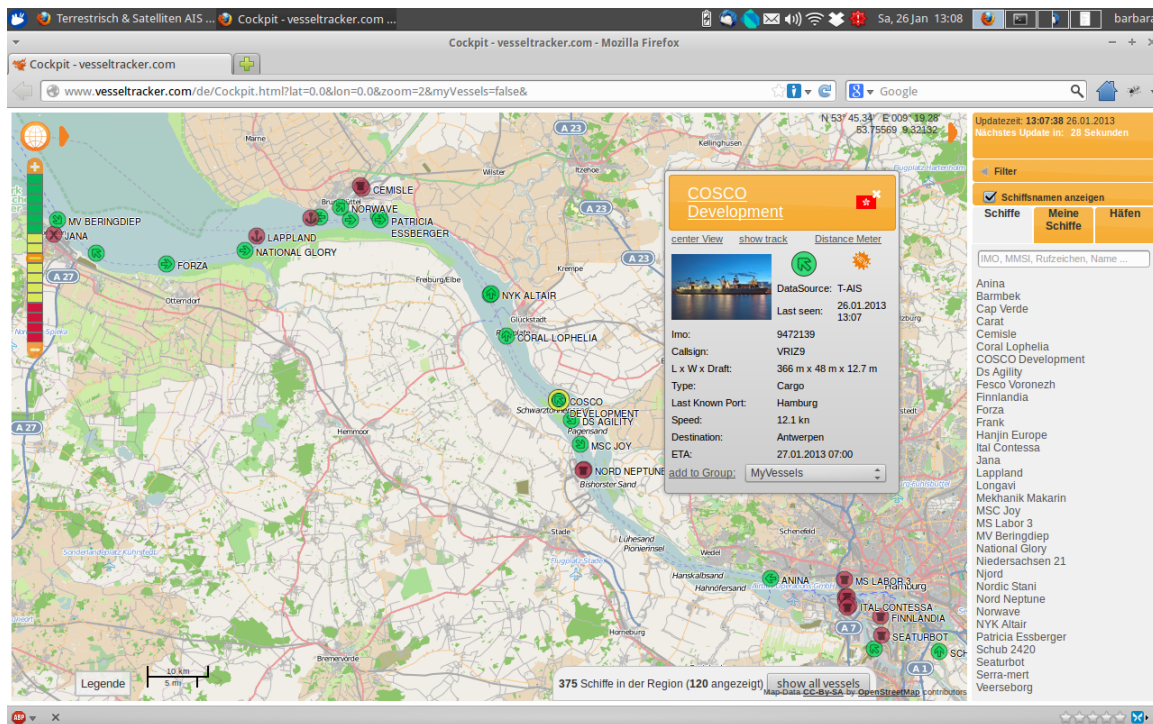 Terrestrisch & Satelliten AIS ... Cockpit - vesseltracker.com ...
Sa, 26 Jan 13:08
barbara
Cockpit - vesseltracker.com - Mozilla Firefox
Cockpit - vesseltracker.com
www.vesseltracker.com/de/Cockpit.html?lat=0.0&lon=0.0&zoom=2&myVessels=false&
Google
N 53° 45.34' E 009° 19.28'
53.75569 9.32132
Updatezeit: 13:07:38 26.01.2013
Nächstes Update in: 28 Sekunden
Filter
Schiffsnamen anzeigen
Schiffe
Meine Schiffe
Häfen
IMO, MMSI, Rufzeichen, Name ...
Anina
Barmbek
Cap Verde
Carat
Cemisle
Coral Lophelia
COSCO Development
Ds Agility
Fesco Voronezh
Finnlandia
Forza
Frank
Hanjin Europe
Ital Contessa
Jana
Lappland
Longavi
Mekhanik Makarin
MSC Joy
MS Labor 3
MV Beringdiep
National Glory
Niedersachsen 21
Njord
Nordic Stani
Nord Neptune
Norwave
NYK Altair
Patricia Essberger
Schub 2420
Seaturbot
Serra-mert
Veerseborg
COSCO
Development
center View show track Distance Meter
DataSource: T-AIS
Last seen: 26.01.2013
13:07
Imo: 9472139
Callsign: VRIZ9
L x W x Draft: 366 m x 48 m x 12.7 m
Type: Cargo
Last Known Port: Hamburg
Speed: 12.1 kn
Destination: Antwerpen
ETA: 27.01.2013 07:00
add to Group: MyVessels
A 23
Marne
Kellinghusen
Itzehoe
Wilster
CEMISLE
NORWAVE
A 23
MV BERINGDIEP
PATRICIA
ESSBERGER
JANA
LAPPLAND
NATIONAL GLORY
A 23
FORZA
Krempe
A 27
Freiburg/Elbe
Otterndorf
NYK ALTAIR
Glückstadt
CORAL LOPHELIA
COSCO
DEVELOPMENT
DS AGILITY
Pagensand
A 27
Hemmoor
MSC JOY
NORD NEPTUNE
Bishorster Sand
Stade
Lühesand
Pionierinsel
Schenefeld
Wedel
Sonderlandeplatz Kührstedt
Flugplatz Stade
Hanskalbsand
Hahnöfersand
ANINA
MS LABOR 3
Hamburg
ITAL CONTESSA
FINNLANDIA
A 7
SEATURBOT
Horneburg
Bremervörde
A 1
SCH
Legende
10 km
5 mi
375 Schiffe in der Region (120 angezeigt) show all vessels
Map Data CC-By-SA by OpenStreetMap contributors
ABP